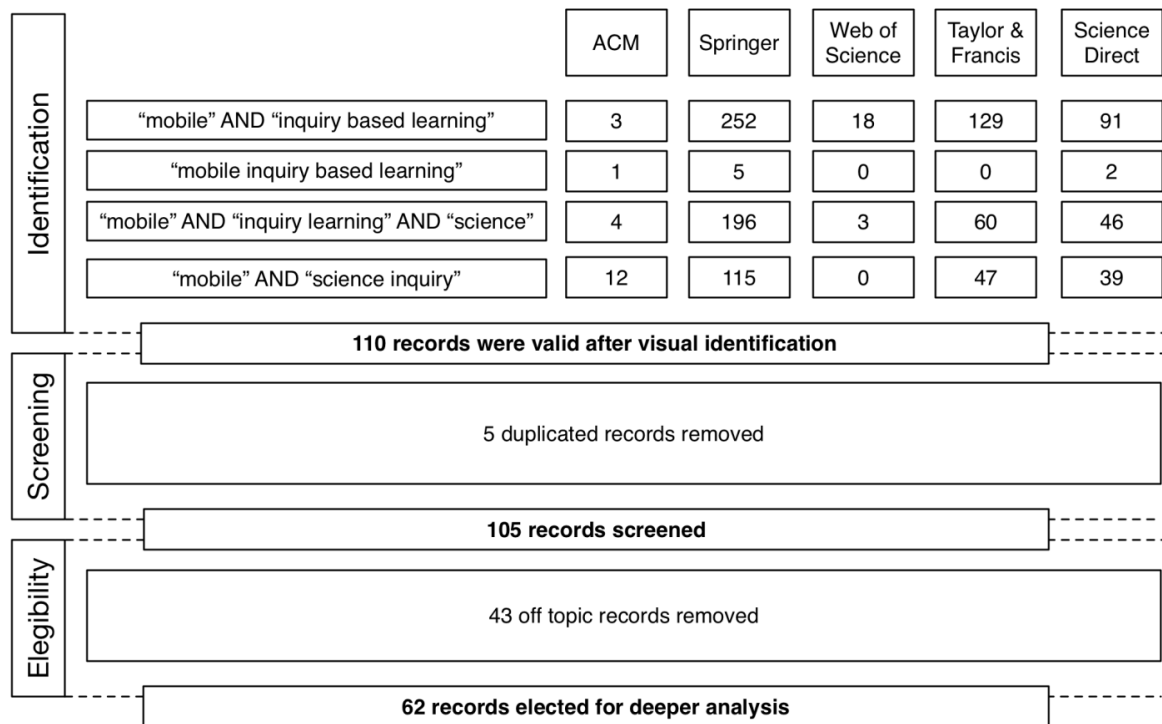 ACM
Springer
Web of
Science
Taylor &
Francis
Science
Direct
Identification
“mobile” AND “inquiry based learning”
3
252
18
129
91
“mobile inquiry based learning”
1
5
0
0
2
“mobile” AND “inquiry learning” AND “science”
4
196
3
60
46
“mobile” AND “science inquiry”
12
115
0
47
39
110 records were valid after visual identification
Screening
5 duplicated records removed
105 records screened
Elegibility
43 off topic records removed
62 records elected for deeper analysis